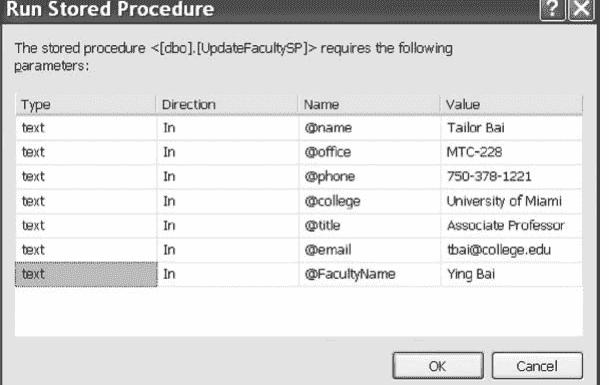 Run Stored Procedure
The stored procedure <[dbo].[UpdateFacultySP]> requires the following
parameters:
Type Direction Name Value
text In @name Tailor Bai
text In @office MTC-228
text In @phone 750-378-1221
text In @college University of Miami
text In @title Associate Professor
text In @email tbai@college.edu
text In @FacultyName Ying Bai
OK Cancel